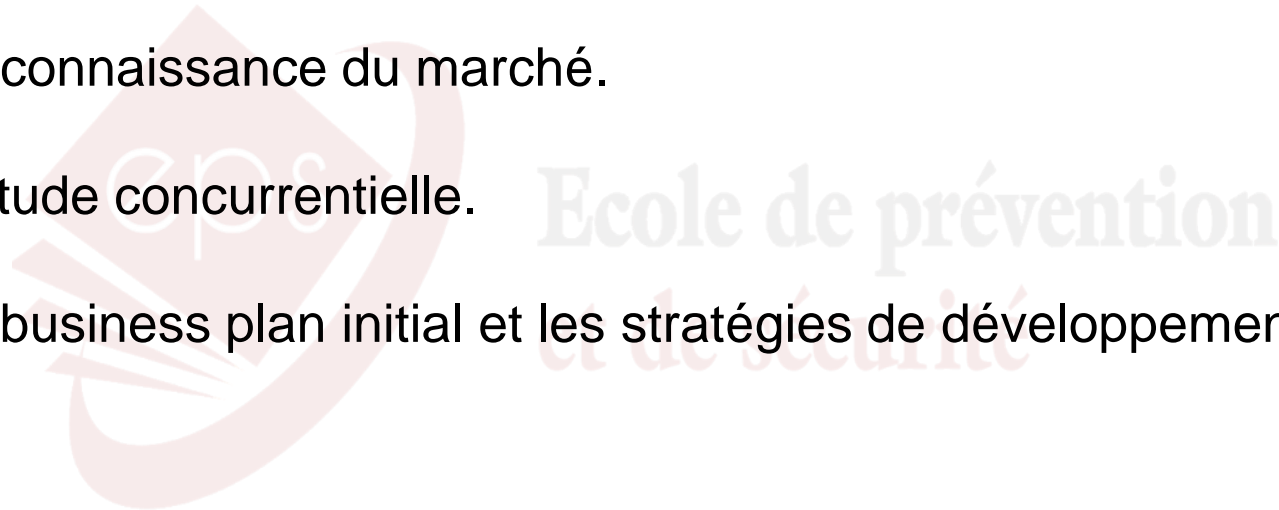 connaissance du marché.
eps
tude concurrentielle.
Ecole de prévention
business plan initial et les stratégies de développemer
et de sécurité